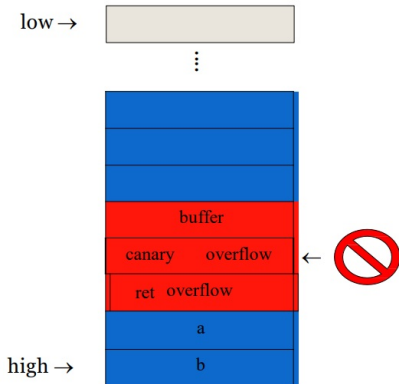 low →
⋮
buffer
canary overflow ←
ret overflow
a
high → b